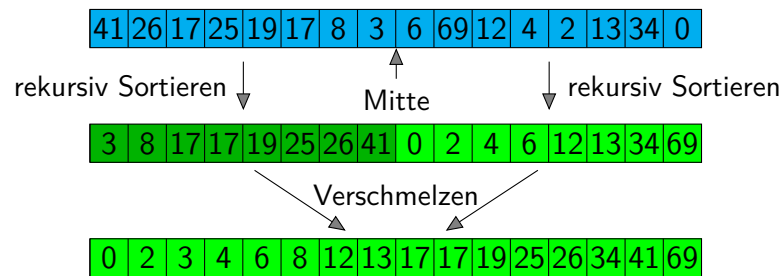 41 26 17 25 19 17 8 3 6 69 12 4 2 13 34 0
rekursiv Sortieren Mitte rekursiv Sortieren
3 8 17 17 19 25 26 41 0 2 4 6 12 13 34 69
Verschmelzen
0 2 3 4 6 8 12 13 17 17 19 25 26 34 41 69